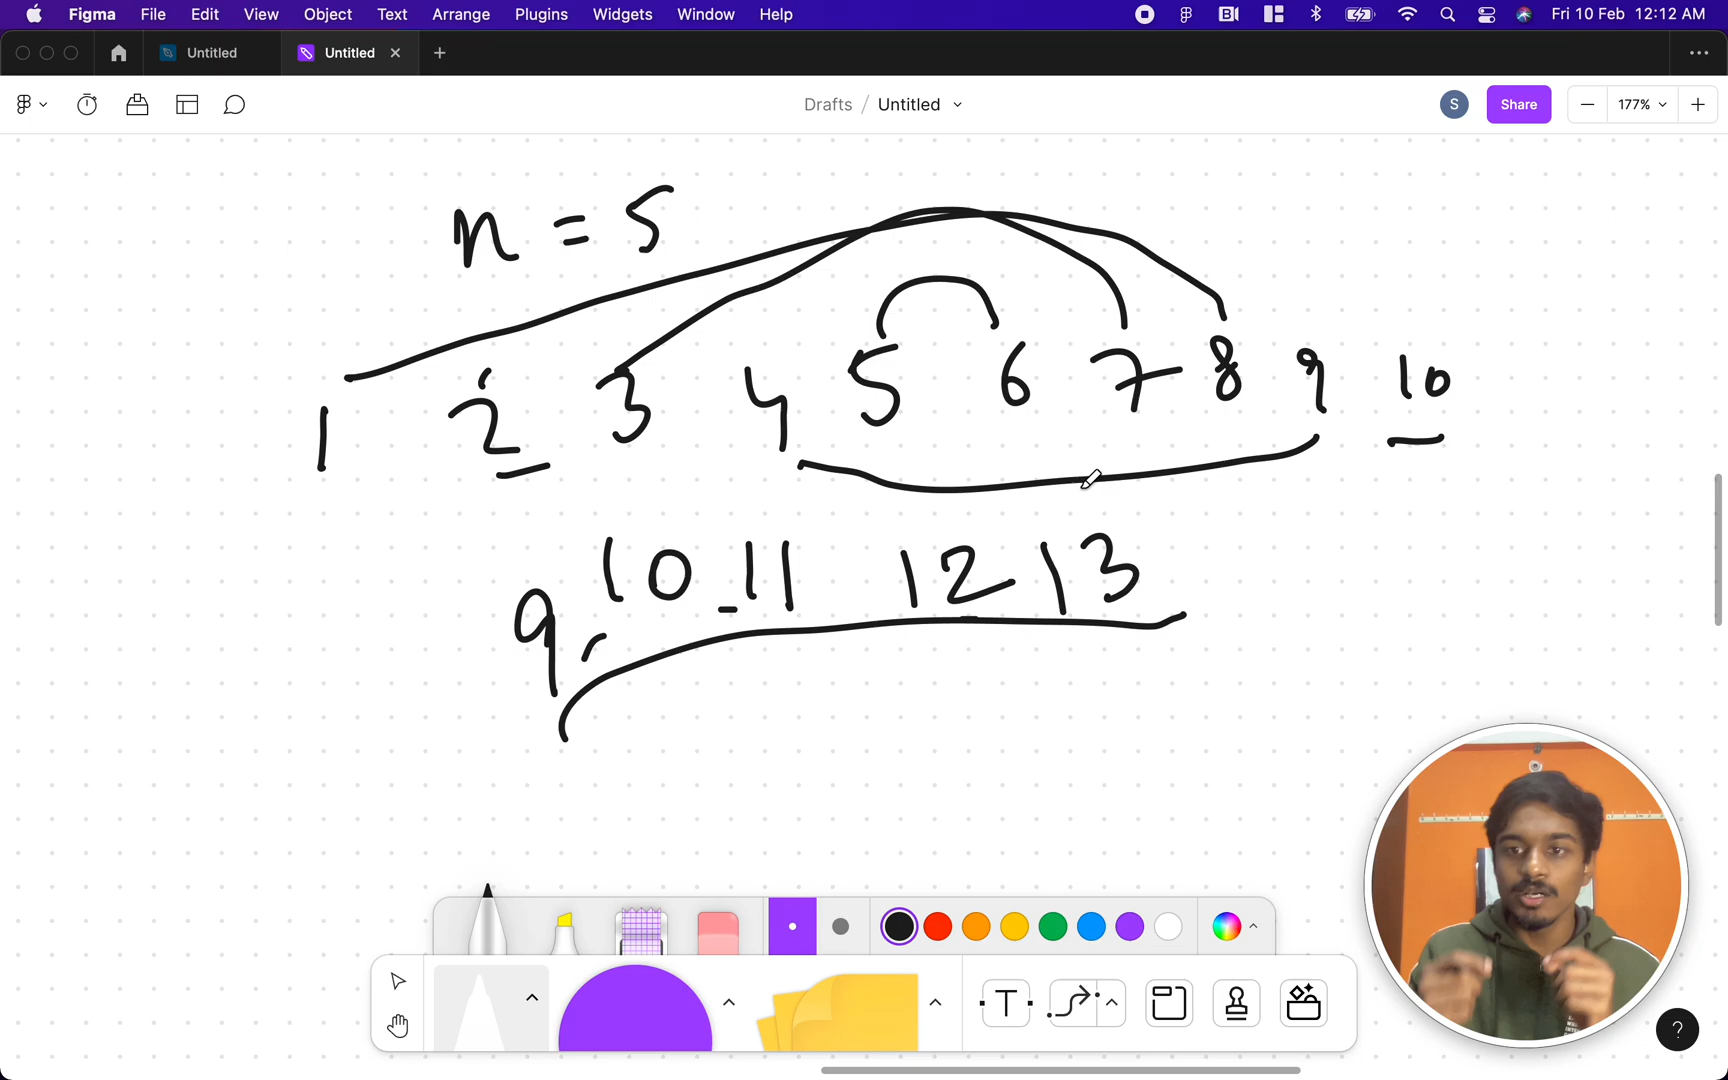 Figma File Edit View Object Text Arrange Plugins Widgets Window Help Fri 10 Feb 12:12 AM
Untitled Untitled
Drafts / Untitled S Share 177%
n = 5
1 2 3 4 5 6 7 8 9 10
9, 10 11 12 13
T
?